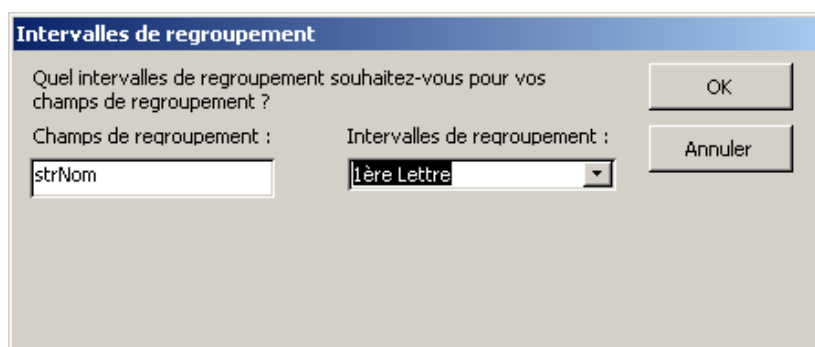 Intervalles de regroupement
Quel intervalles de regroupement souhaitez-vous pour vos
champs de regroupement ?
OK
Champs de regroupement :
Intervalles de regroupement :
Annuler
strNom
1ère Lettre